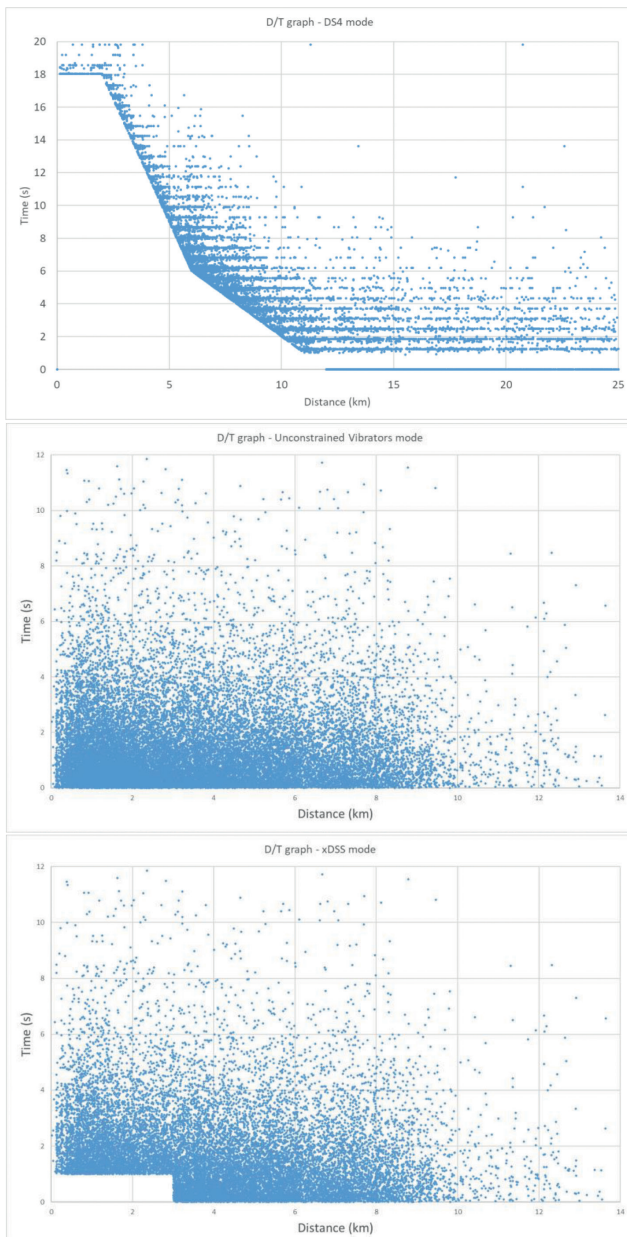 D/T graph - DS4 mode
20
18
16
14
12
10
8
6
4
2
0
Time (s)
0 5 10 15 20 25
Distance (km)
D/T graph - Unconstrained Vibrators mode
12
10
8
6
4
2
0
Time (s)
0 2 4 6 8 10 12 14
Distance (km)
D/T graph - xDSS mode
12
10
8
6
4
2
0
Time (s)
0 2 4 6 8 10 12 14
Distance (km)